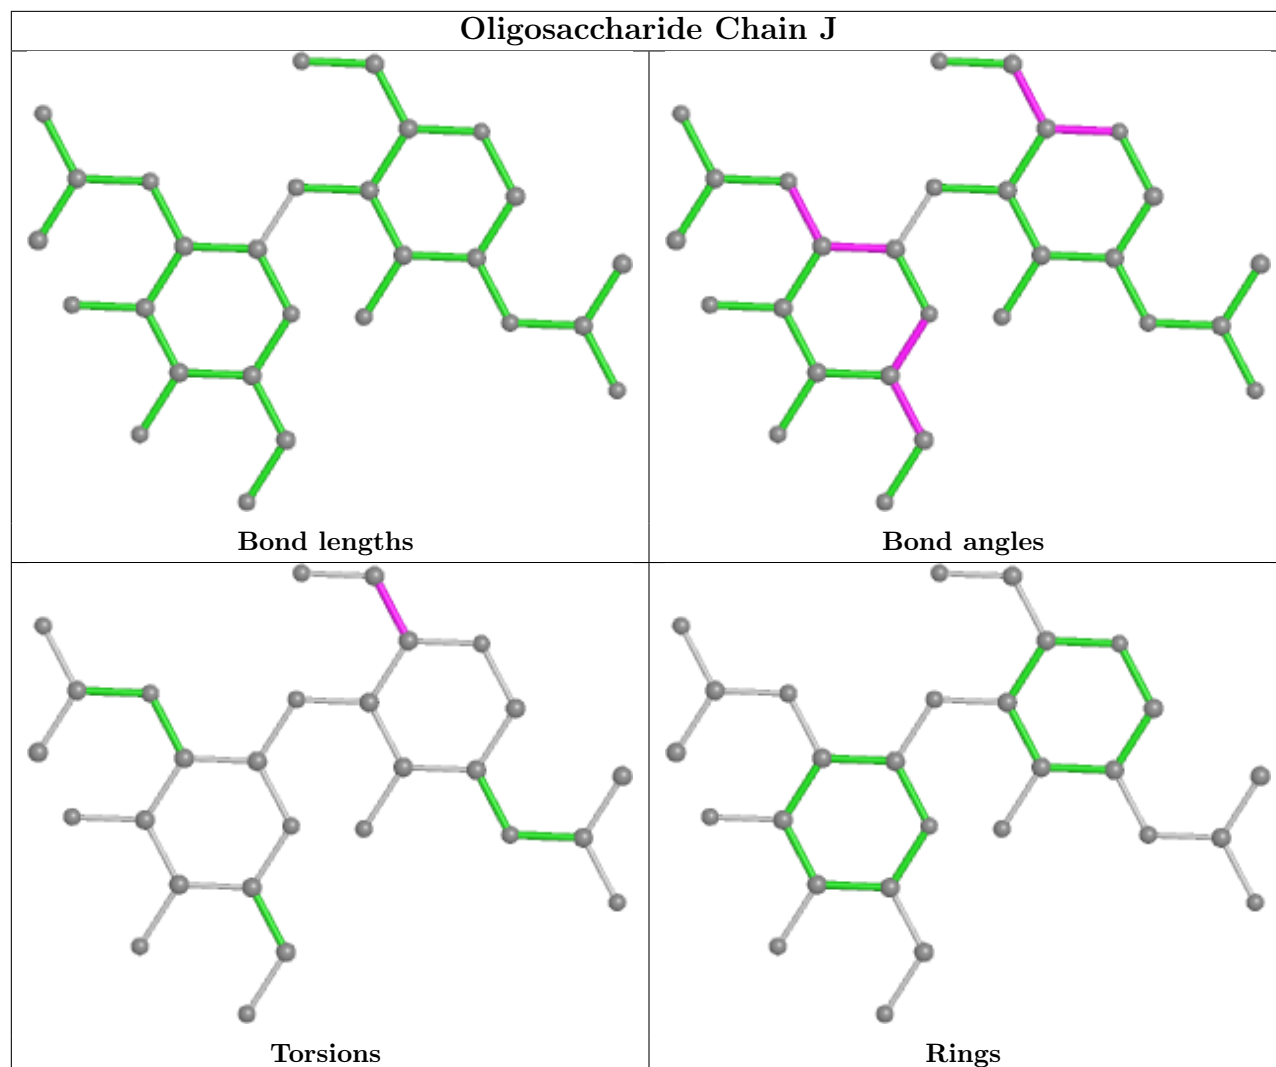 Oligosaccharide Chain J
Bond lengths
Bond angles
Torsions
Rings